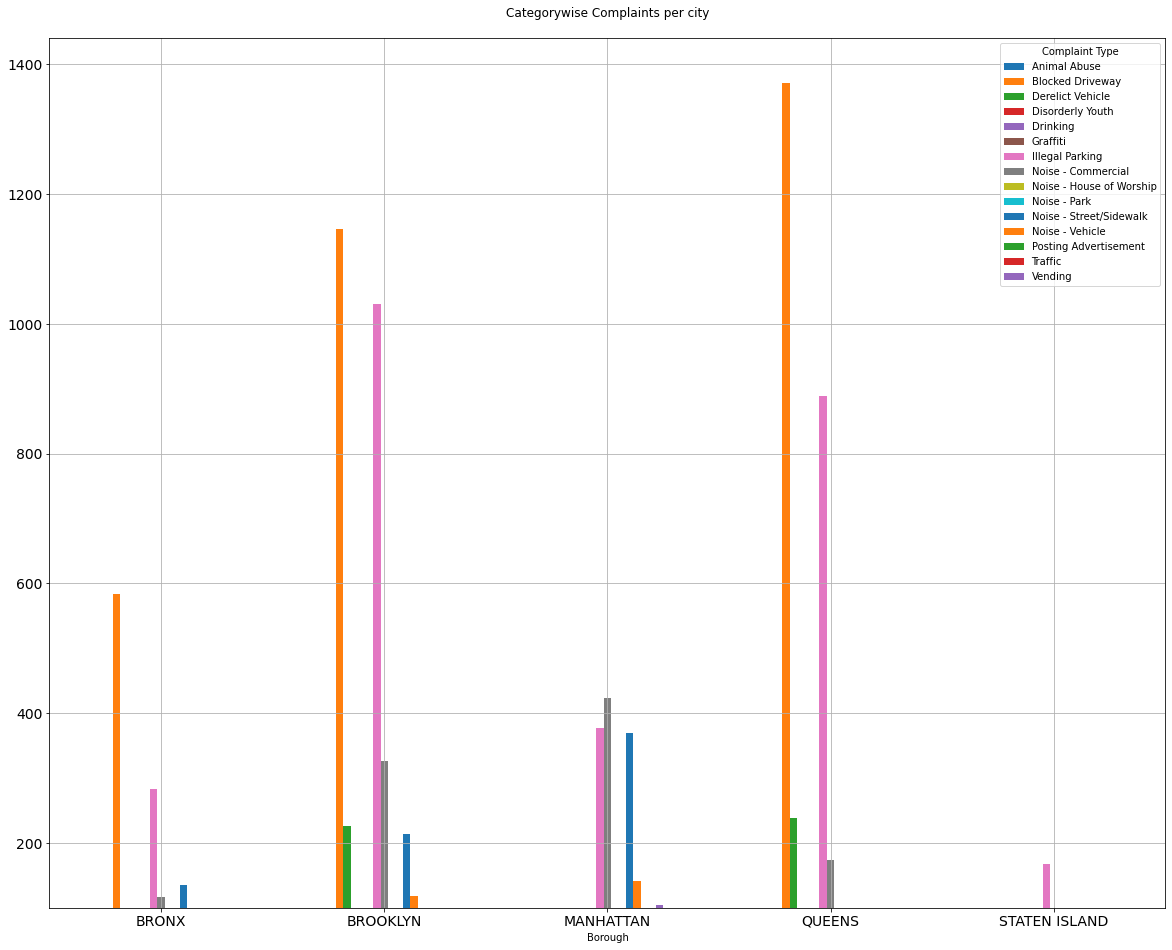 Categorywise Complaints per city
Complaint Type
Animal Abuse
Blocked Driveway
Derelict Vehicle
Disorderly Youth
Drinking
Graffiti
Illegal Parking
Noise - Commercial
Noise - House of Worship
Noise - Park
Noise - Street/Sidewalk
Noise - Vehicle
Posting Advertisement
Traffic
Vending
1400
1200
1000
800
600
400
200
BRONX BROOKLYN MANHATTAN QUEENS STATEN ISLAND
Borough